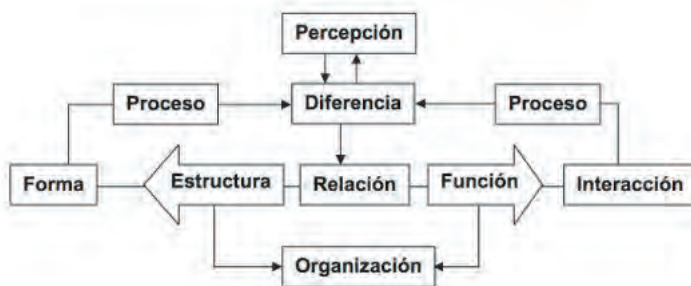 Percepción
Proceso
Diferencia
Proceso
Forma
Estructura
Relación
Función
Interacción
Organización